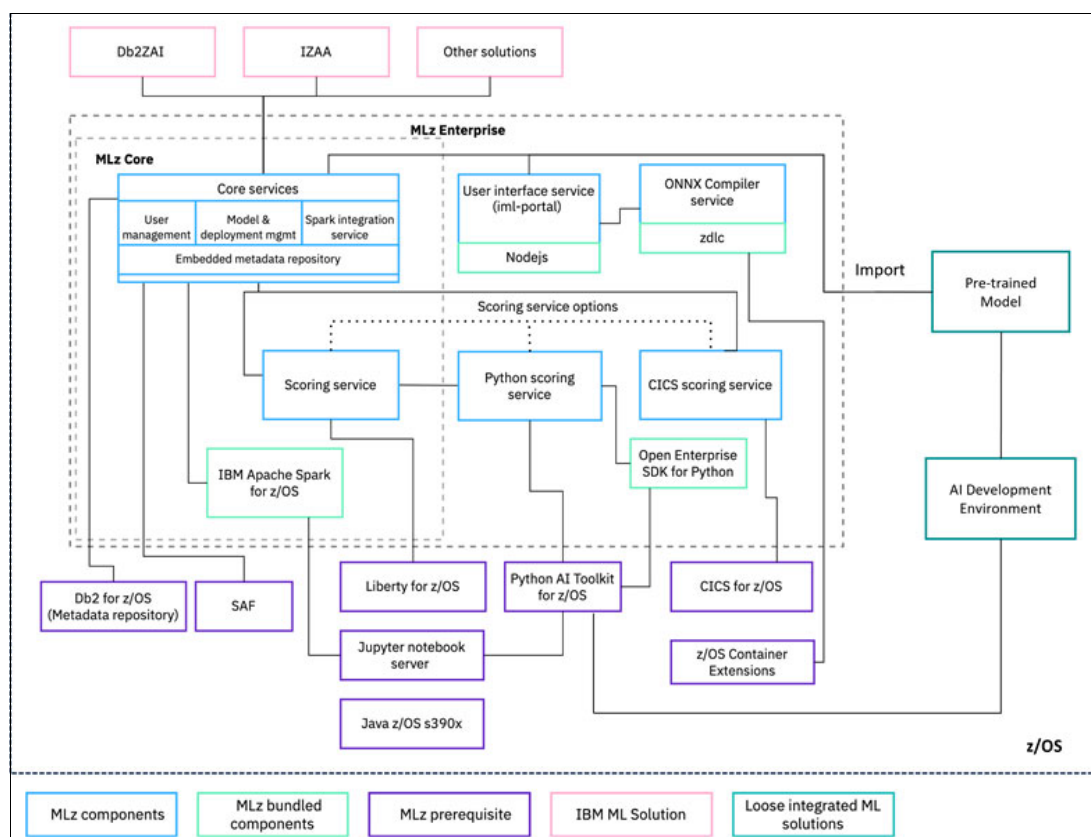 Db2ZAI
IZAA
Other solutions
MLz Enterprise
MLz Core
Core services
User
management
Model &
deployment mgmt
Spark integration
service
Embedded metadata repository
User interface service
(iml-portal)
Nodejs
ONNX Compiler
service
zdlc
Import
Pre-trained
Model
Scoring service options
Scoring service
Python scoring
service
CICS scoring service
IBM Apache Spark
for z/OS
Open Enterprise
SDK for Python
AI Development
Environment
Db2 for z/OS
(Metadata repository)
SAF
Liberty for z/OS
Python AI Toolkit
for z/OS
CICS for z/OS
Jupyter notebook
server
z/OS Container
Extensions
Java z/OS s390x
z/OS
MLz components
MLz bundled
components
MLz prerequisite
IBM ML Solution
Loose integrated ML
solutions